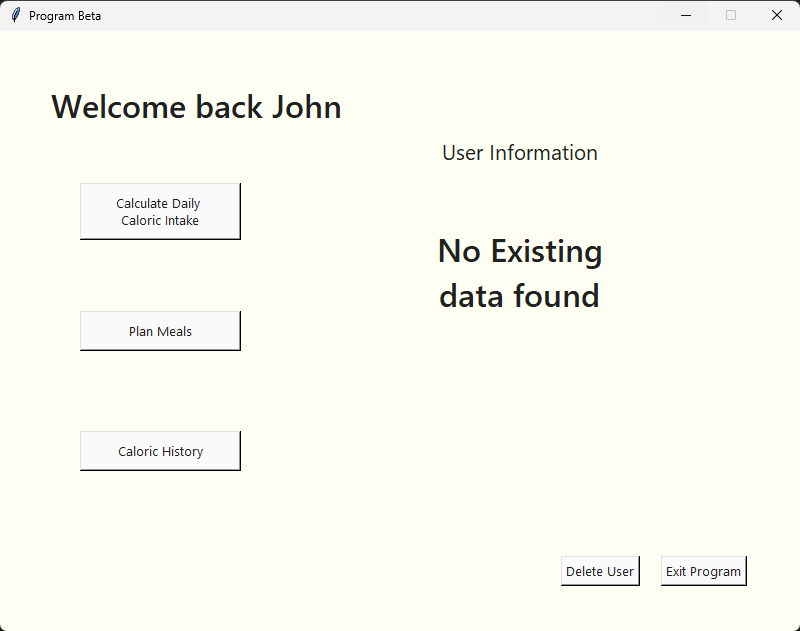 Program Beta
Welcome back John
User Information
Calculate Daily
Caloric Intake
No Existing
data found
Plan Meals
Caloric History
Delete User
Exit Program